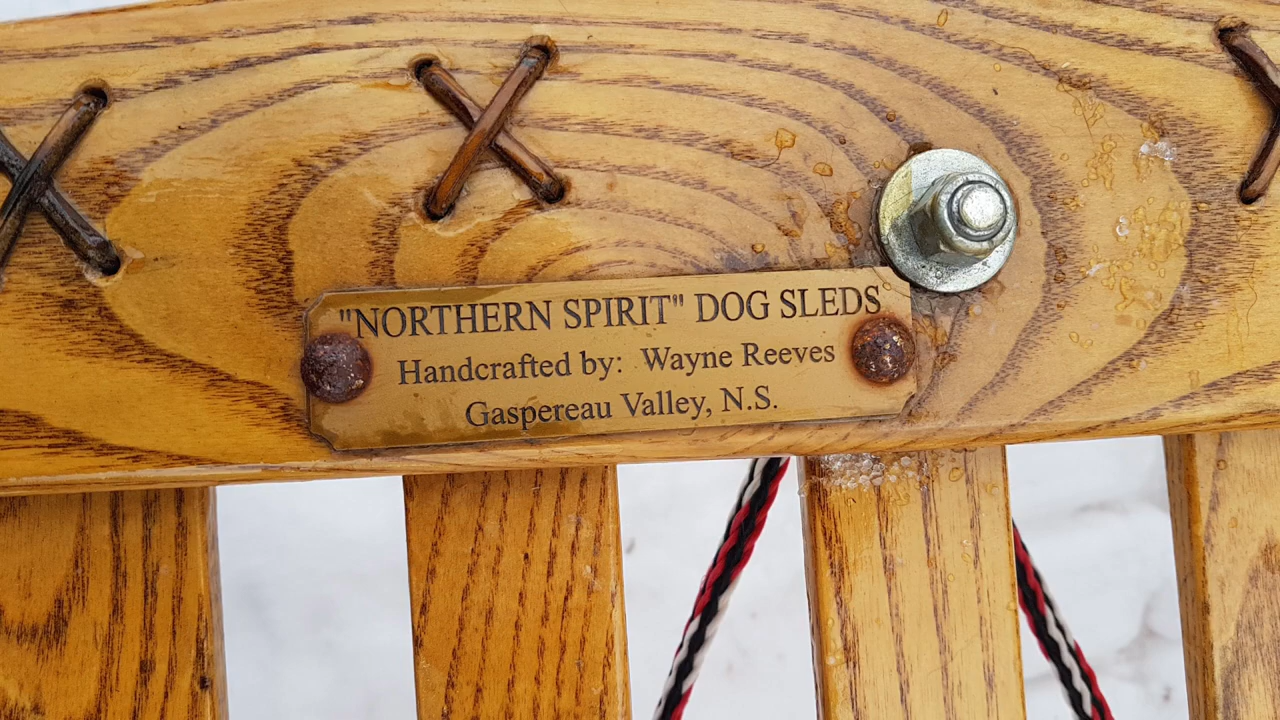 "NORTHERN SPIRIT" DOG SLEDS
Handcrafted by: Wayne Reeves
Gaspereau Valley, N.S.